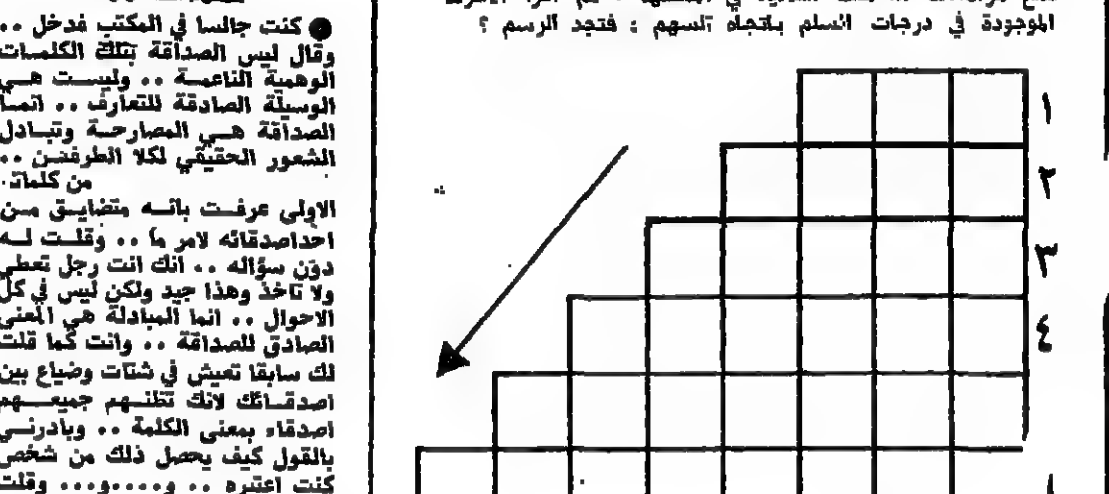 الموجودة في درجات السلم باتجاه السهم : فتجد الرسم ؟
١
٢
٣
٤
● كنت جالسا في المكتب فدخل ..
وقال ليس الصداقة بتلك الكلمات
الوهمية الناعمة .. وليست هي
الوسيلة الصادقة للتعارف .. انما
الصداقة هي المصارحة وتبادل
الشعور الحقيقي لكلا الطرفين ..
من كلماته
الاولى عرفت بانه متضايق من
احداصدقائه لامر ما .. وقلت له
دون سؤاله .. انك انت رجل تعطي
ولا تاخذ وهذا جيد ولكن ليس في كل
الاحوال .. انما المبادلة هي المعنى
الصادق للصداقة .. وانت كما قلت
لك سابقا تعيش في شتات وضياع بين
اصدقائك لانك تظنهم جميعهم
اصدقاء بمعنى الكلمة .. وبادرني
بالقول كيف يحصل ذلك من شخص
كنت اعتبره .. و....و... وقلت